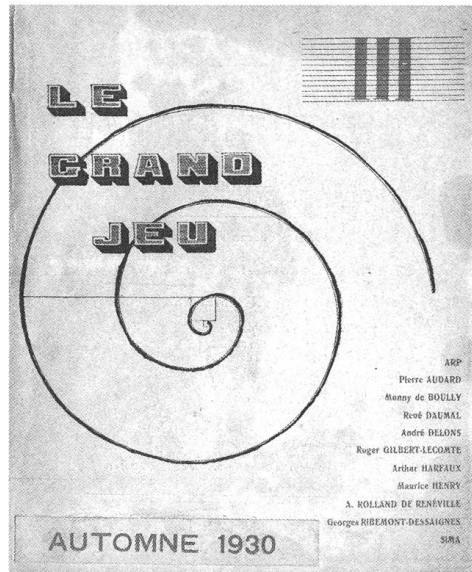 III
LE
GRAND
JEU
ARP
Pierre AUDARD
Monny de BOULLY
René DAUMAL
André DELONS
Roger GILBERT-LECOMTE
Arthur HARFAUX
Maurice HENRY
A. ROLLAND DE RENÉVILLE
Georges RIBEMONT-DESSAIGNES
SIMA
AUTOMNE 1930